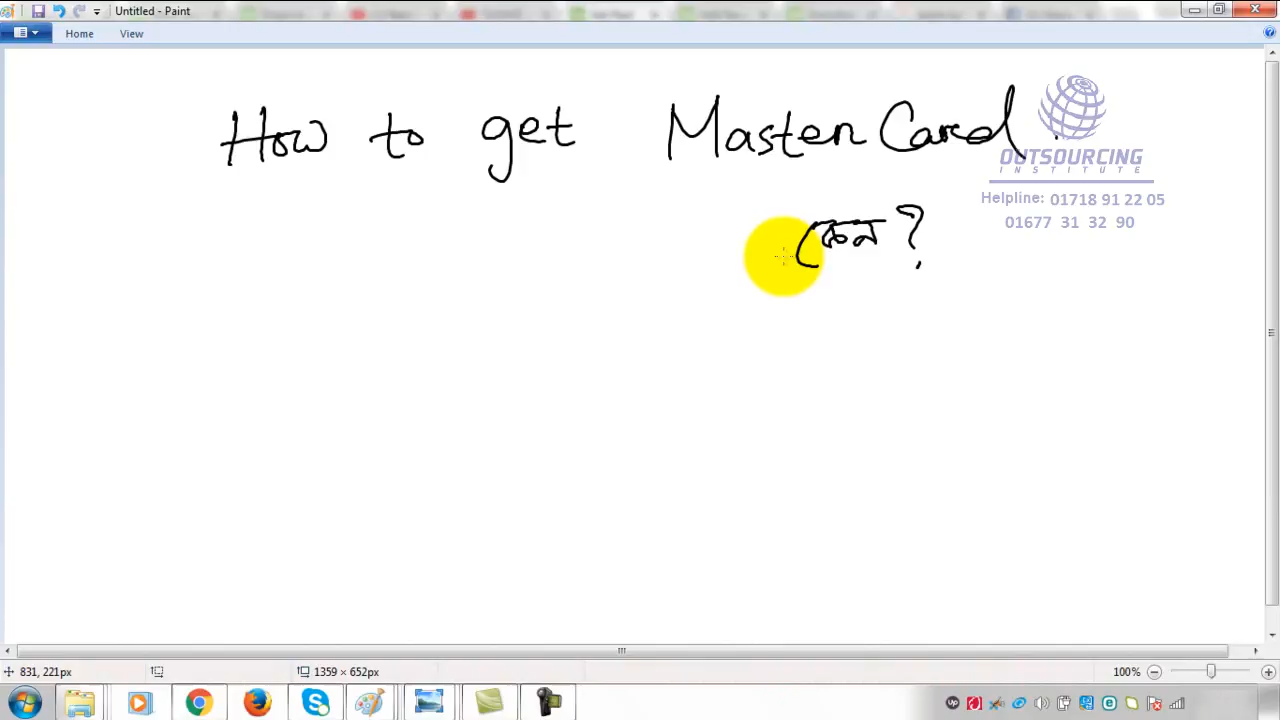 Untitled - Paint
Home View
How to get Master Card.
কেন ?
OUTSOURCING
INSTITUTE
Helpline: 01718 91 22 05
01677 31 32 90
831, 221px
1359 × 652px
100%